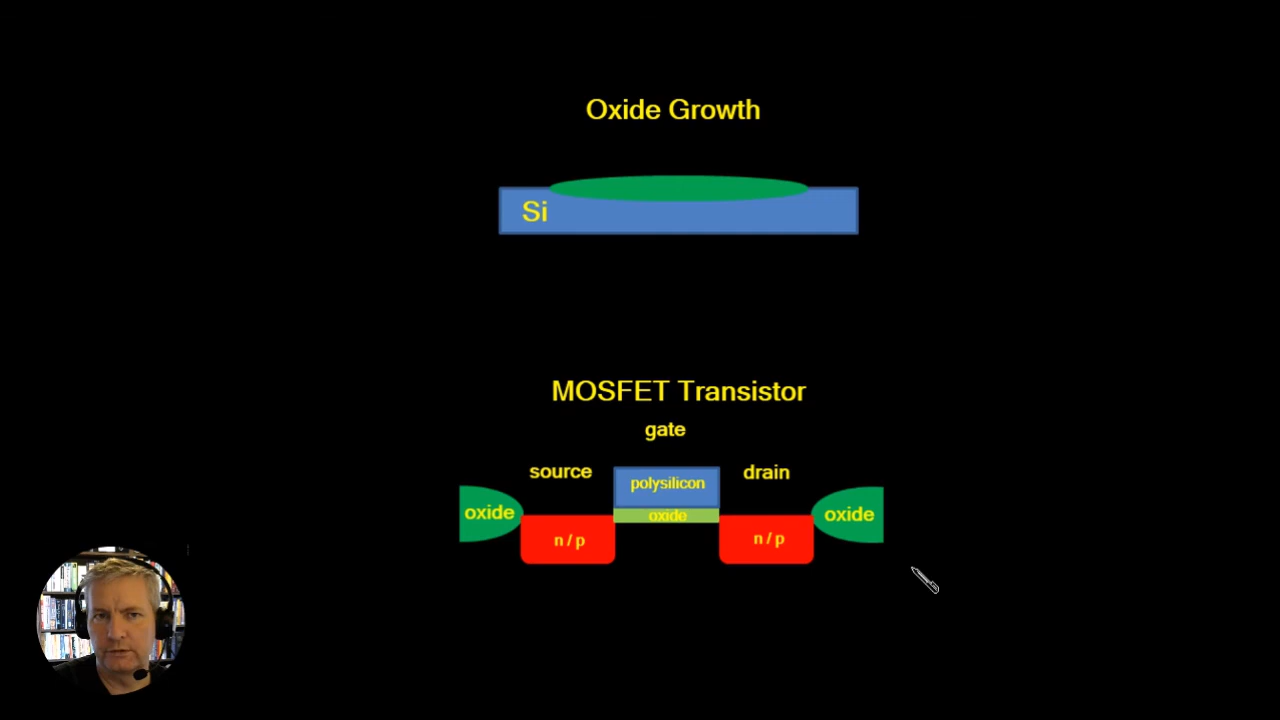 Oxide Growth
Si
MOSFET Transistor
gate
source
drain
polysilicon
oxide
oxide
oxide
n / p
n / p